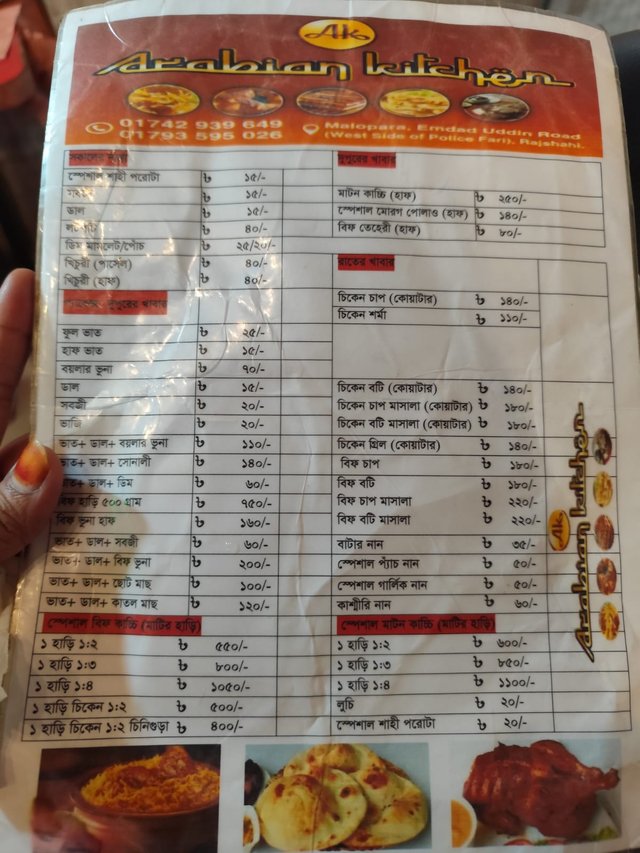 AK
Arabian kitchen
01742 939 649
01793 595 026
Malopara, Emdad Uddin Road
(West Side of Police Fari), Rajshahi.
সকালের
স্পেশাল শাহী পরোটা ৳ ১৫/-
৳ ১৫/-
ডাল ৳ ১৫/-
৳ ৪০/-
ডিম মামলেট/পৌচ ৳ ২৫/২০/-
খিচুরী (পার্সেল) ৳ ৪০/-
খিচুরী (হাফ) ৳ ৪০/-
দুপুরের খাবার
ফুল ভাত ৳ ২৫/-
হাফ ভাত ৳ ১৫/-
বয়লার ভুনা ৳ ৭০/-
ডাল ৳ ১৫/-
সবজী ৳ ২০/-
ভাজি ৳ ২০/-
ভাত+ ডাল+ বয়লার ভুনা ৳ ১১০/-
ভাত+ ডাল+ সোনালী ৳ ১৪০/-
ভাত+ ডাল+ ডিম ৳ ৬০/-
বিফ হাড়ি ৫০০ গ্রাম ৳ ৭৫০/-
বিফ ভুনা হাফ ৳ ১৬০/-
ভাত+ ডাল+ সবজী ৳ ৬০/-
ভাত+ ডাল+ বিফ ভুনা ৳ ২০০/-
ভাত+ ডাল+ ছোট মাছ ৳ ১০০/-
ভাত+ ডাল+ কাতল মাছ ৳ ১২০/-
স্পেশাল বিফ কাচ্চি (মাটির হাড়ি)
১ হাড়ি ১:২ ৳ ৫৫০/-
১ হাড়ি ১:৩ ৳ ৮০০/-
১ হাড়ি ১:৪ ৳ ১০৫০/-
১ হাড়ি চিকেন ১:২ ৳ ৫০০/-
১ হাড়ি চিকেন ১:২ চিনিগুড়া ৳ ৪০০/-
দুপুরের খাবার
মাটন কাচ্চি (হাফ) ৳ ২৫০/-
স্পেশাল মোরগ পোলাও (হাফ) ৳ ১৪০/-
বিফ তেহেরী (হাফ) ৳ ৮০/-
রাতের খাবার
চিকেন চাপ (কোয়াটার) ৳ ১৪০/-
চিকেন শর্মা ৳ ১১০/-
চিকেন বটি (কোয়াটার) ৳ ১৪০/-
চিকেন চাপ মাসালা (কোয়াটার) ৳ ১৮০/-
চিকেন বটি মাসালা (কোয়াটার) ৳ ১৮০/-
চিকেন গ্রিল (কোয়াটার) ৳ ১৪০/-
বিফ চাপ ৳ ১৮০/-
বিফ বটি ৳ ১৮০/-
বিফ চাপ মাসালা ৳ ২২০/-
বিফ বটি মাসালা ৳ ২২০/-
বাটার নান ৳ ৩৫/-
স্পেশাল প্যাঁচ নান ৳ ৫০/-
স্পেশাল গার্লিক নান ৳ ৫০/-
কাশ্মীরি নান ৳ ৬০/-
স্পেশাল মাটন কাচ্চি (মাটির হাড়ি)
১ হাড়ি ১:২ ৳ ৬০০/-
১ হাড়ি ১:৩ ৳ ৮৫০/-
১ হাড়ি ১:৪ ৳ ১১০০/-
লুচি ৳ ২০/-
স্পেশাল শাহী পরোটা ৳ ২০/-
AK
Arabian kitchen